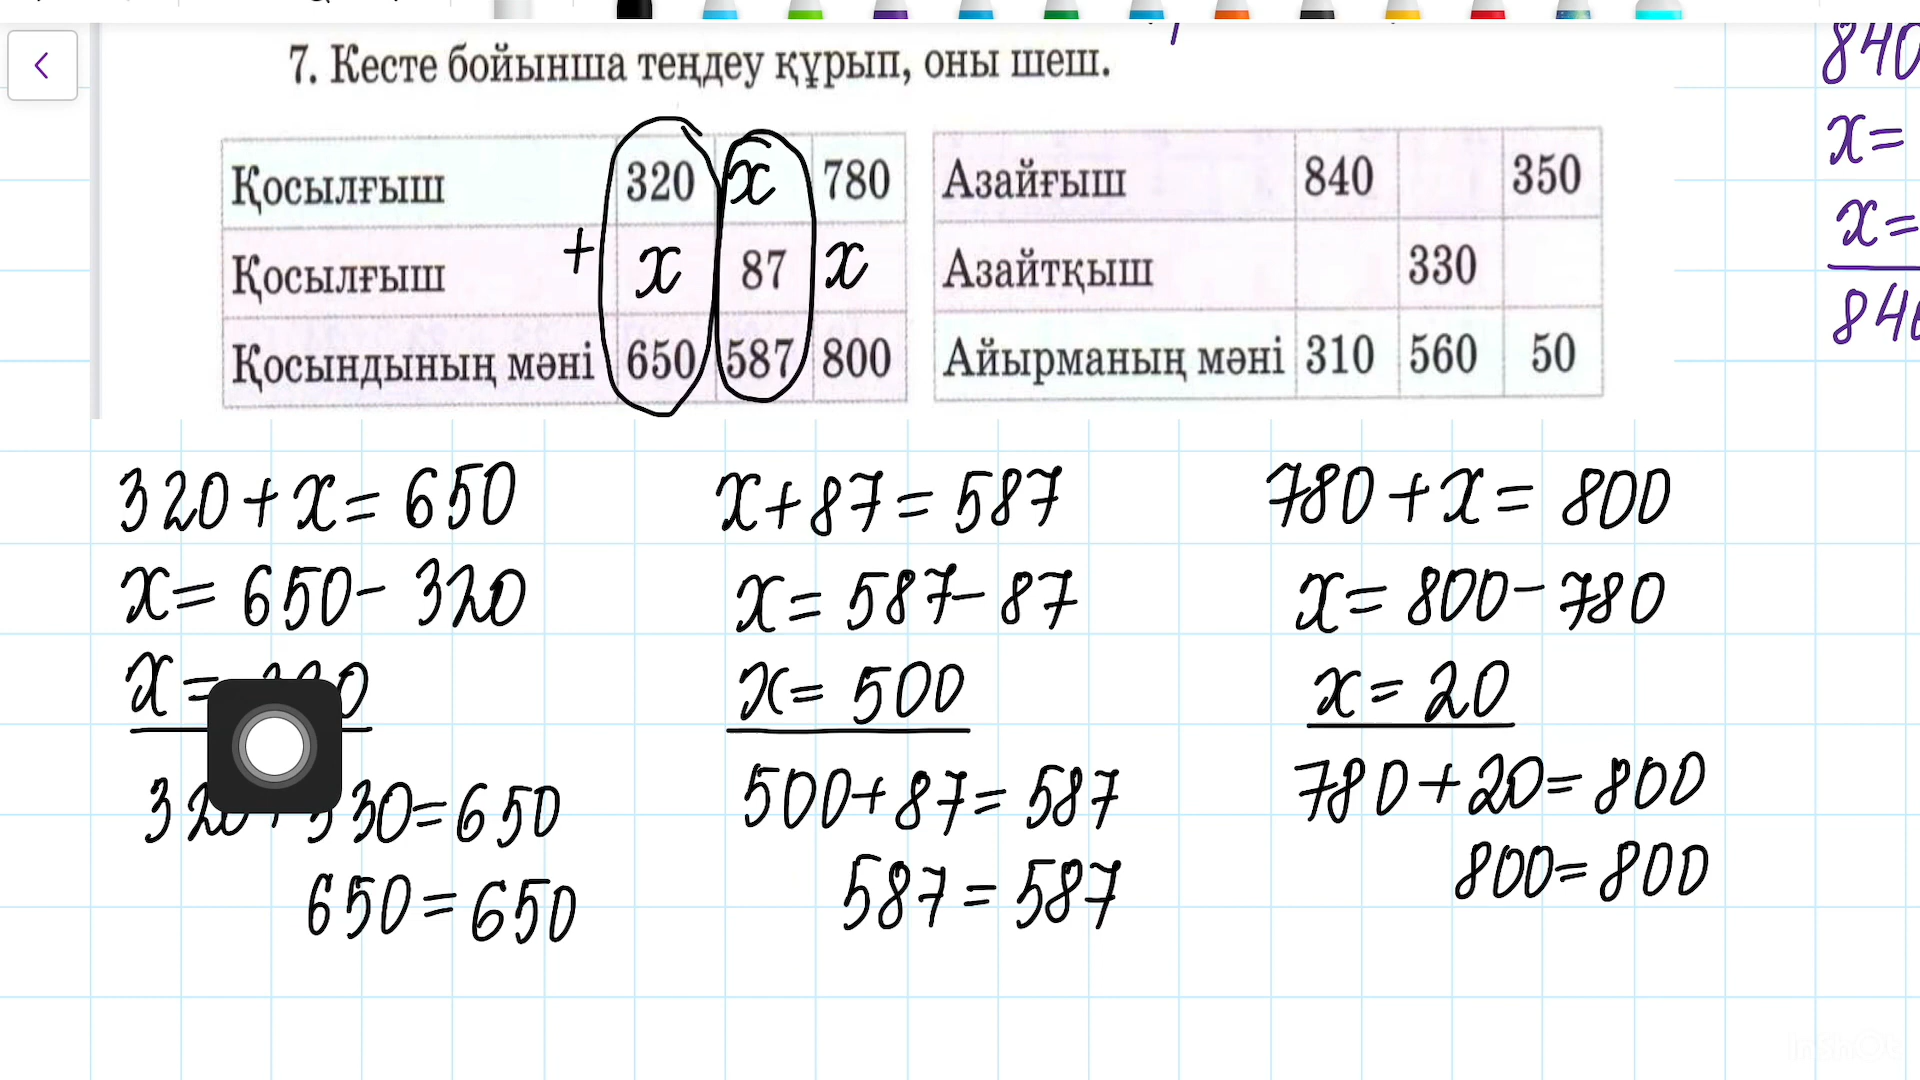 7. Кесте бойынша теңдеу құрып, оны шеш.
Қосылғыш 320 x 780
+
Қосылғыш x 87 x
Қосындының мәні 650 587 800
Азайғыш 840 350
Азайтқыш 330
Айырманың мәні 310 560 50
320+x=650
x=650-320
x=
=650
650=650
x+87=587
x=587-87
x=500
500+87=587
587=587
780+x=800
x=800-780
x=20
780+20=800
800=800
840
x=
x=